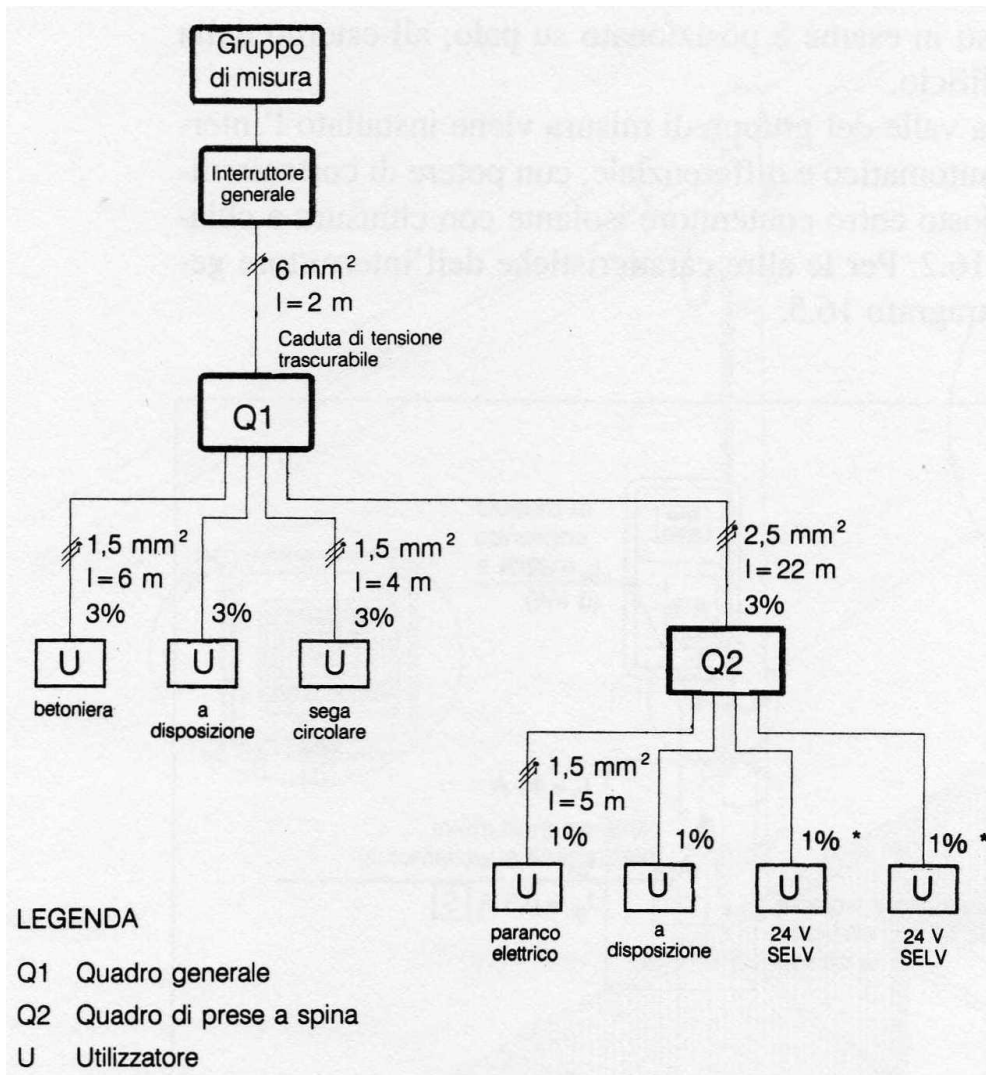 Gruppo
di misura
Interruttore
generale
6 mm²
l=2 m
Caduta di tensione
trascurabile
Q1
1,5 mm²
l=6 m
3%
U
betoniera
3%
U
a
disposizione
1,5 mm²
l=4 m
3%
U
sega
circolare
2,5 mm²
l=22 m
3%
Q2
1,5 mm²
l=5 m
1%
U
paranco
elettrico
1%
U
a
disposizione
1% *
U
24 V
SELV
1% *
U
24 V
SELV
LEGENDA
Q1 Quadro generale
Q2 Quadro di prese a spina
U Utilizzatore